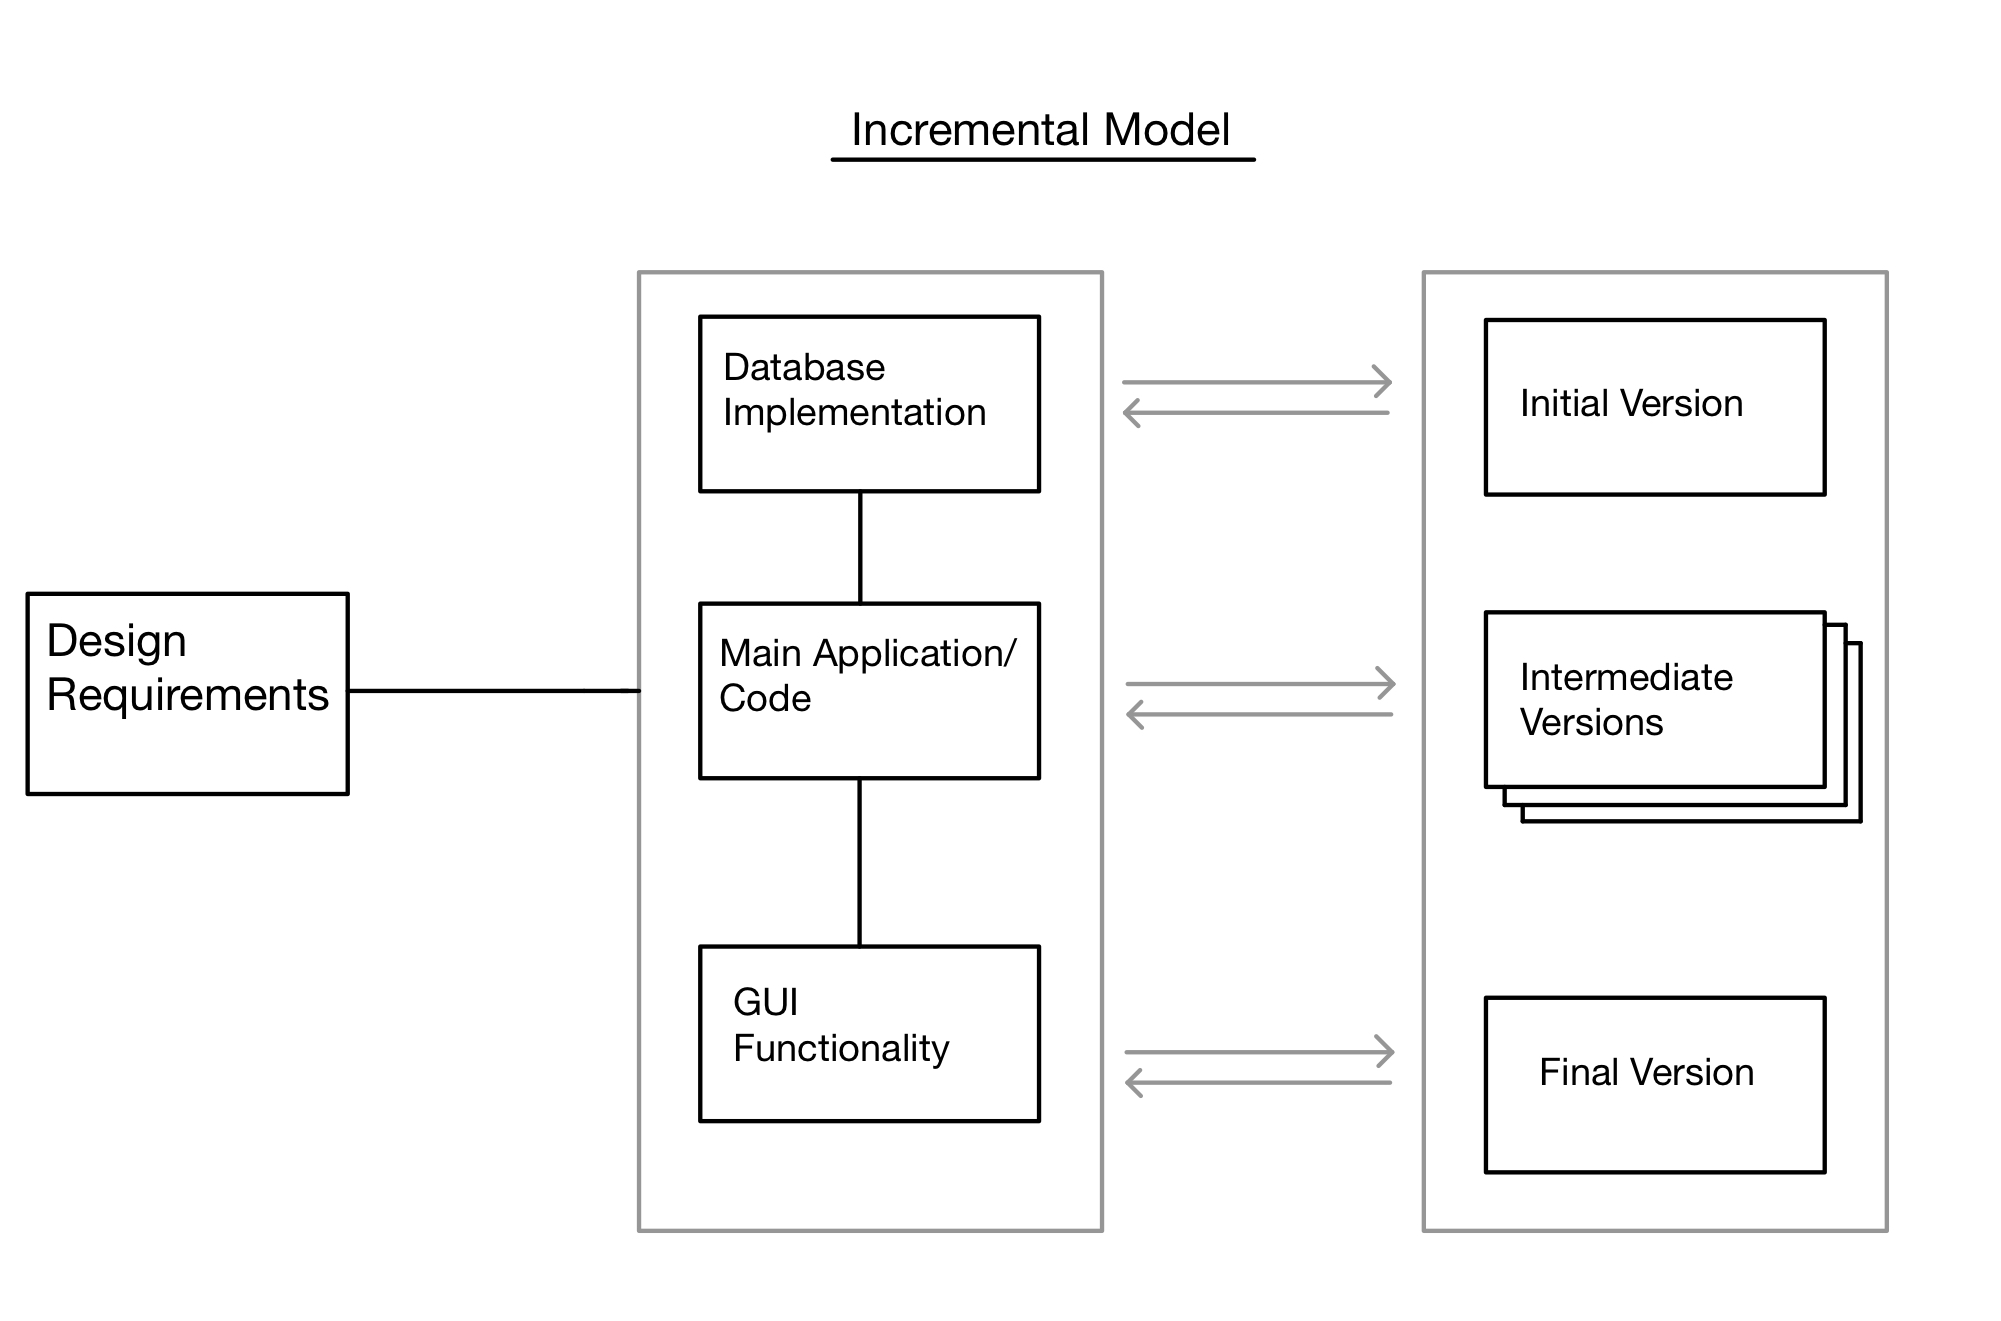 Incremental Model
Design
Requirements
Database
Implementation
Main Application/
Code
GUI
Functionality
Initial Version
Intermediate
Versions
Final Version